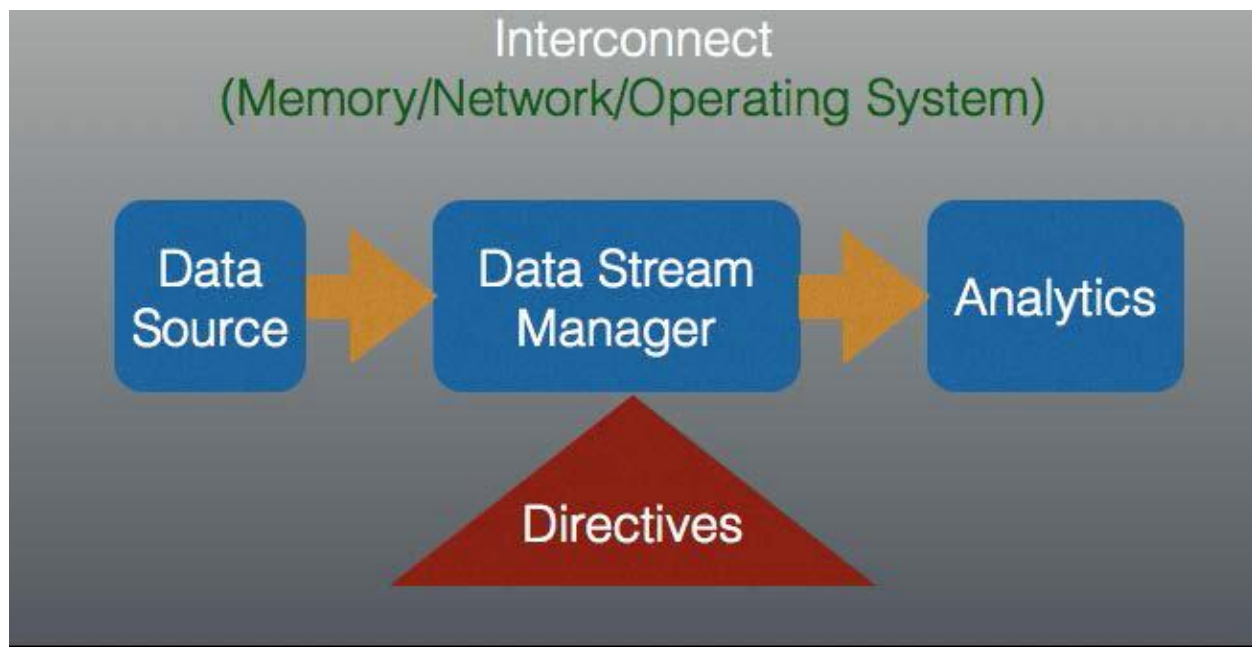 Interconnect
(Memory/Network/Operating System)
Data
Source
Data Stream
Manager
Analytics
Directives